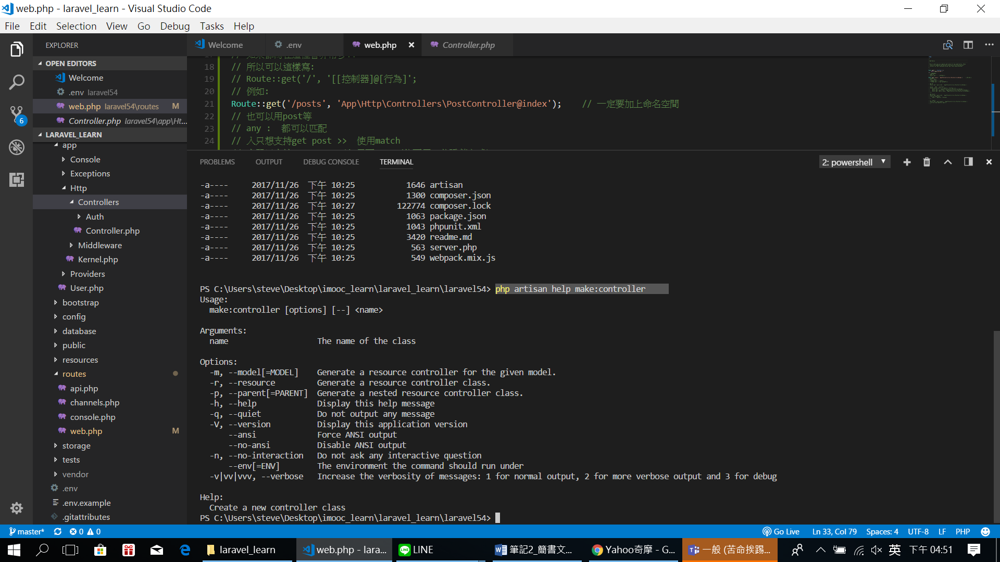 web.php - laravel_learn - Visual Studio Code
File Edit Selection View Go Debug Tasks Help
EXPLORER
OPEN EDITORS
Welcome
.env laravel54
web.php laravel54\routes M
Controller.php laravel54\app\Ht...
LARAVEL_LEARN
app
Console
Exceptions
Http
Controllers
Auth
Controller.php
Middleware
Kernel.php
Providers
User.php
bootstrap
config
database
public
resources
routes
api.php
channels.php
console.php
web.php M
storage
tests
vendor
.env
.env.example
.gitattributes
6
Welcome .env web.php Controller.php
18 // 所以可以這樣寫:
19 // Route::get('/', '[[控制器]@[行為]';
20 // 例如:
21 Route::get('/posts', 'App\Http\Controllers\PostController@index'); // 一定要加上命名空間
22 // 也可以用post等
23 // any : 都可以匹配
24 // 入只想支持get post >> 使用match
PROBLEMS OUTPUT DEBUG CONSOLE TERMINAL 2: powershell
-a---- 2017/11/26 下午 10:25 1646 artisan
-a---- 2017/11/26 下午 10:25 1300 composer.json
-a---- 2017/11/26 下午 10:27 122774 composer.lock
-a---- 2017/11/26 下午 10:25 1063 package.json
-a---- 2017/11/26 下午 10:25 1043 phpunit.xml
-a---- 2017/11/26 下午 10:25 3420 readme.md
-a---- 2017/11/26 下午 10:25 563 server.php
-a---- 2017/11/26 下午 10:25 549 webpack.mix.js
PS C:\Users\steve\Desktop\imooc_learn\laravel_learn\laravel54> php artisan help make:controller
Usage:
make:controller [options] [--] <name>
Arguments:
name The name of the class
Options:
-m, --model[=MODEL] Generate a resource controller for the given model.
-r, --resource Generate a resource controller class.
-p, --parent[=PARENT] Generate a nested resource controller class.
-h, --help Display this help message
-q, --quiet Do not output any message
-V, --version Display this application version
--ansi Force ANSI output
--no-ansi Disable ANSI output
-n, --no-interaction Do not ask any interactive question
--env[=ENV] The environment the command should run under
-v|vv|vvv, --verbose Increase the verbosity of messages: 1 for normal output, 2 for more verbose output and 3 for debug
Help:
Create a new controller class
PS C:\Users\steve\Desktop\imooc_learn\laravel_learn\laravel54>
master* 0 0 Go Live Ln 33, Col 79 Spaces: 4 UTF-8 LF PHP
laravel_learn web.php - lara... LINE 筆記2_簡書文... Yahoo奇摩 - G... 一般 (苦命挨踢... 英 下午 04:51